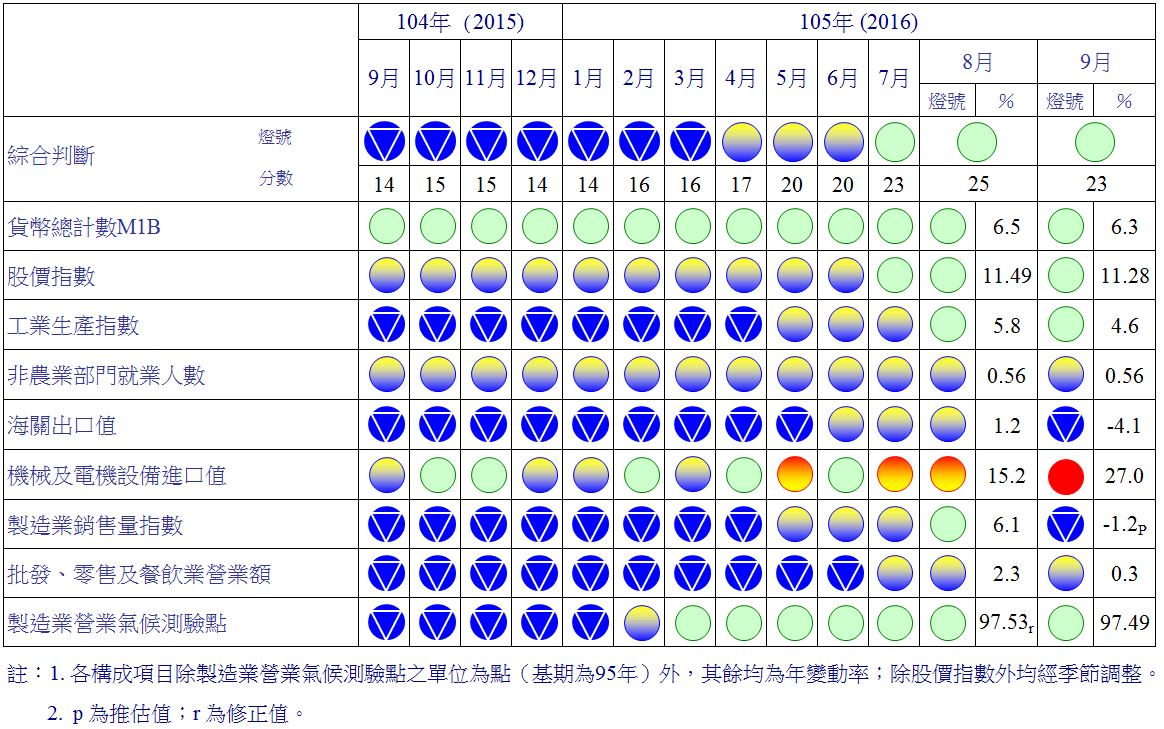 104年 (2015) 105年 (2016)
9月 10月 11月 12月 1月 2月 3月 4月 5月 6月 7月 8月 9月
燈號 % 燈號 %
綜合判斷 燈號
分數 14 15 15 14 14 16 16 17 20 20 23 25 23
貨幣總計數M1B 6.5 6.3
股價指數 11.49 11.28
工業生產指數 5.8 4.6
非農業部門就業人數 0.56 0.56
海關出口值 1.2 -4.1
機械及電機設備進口值 15.2 27.0
製造業銷售量指數 6.1 -1.2P
批發、零售及餐飲業營業額 2.3 0.3
製造業營業氣候測驗點 97.53r 97.49
註：1. 各構成項目除製造業營業氣候測驗點之單位為點（基期為95年）外，其餘均為年變動率；除股價指數外均經季節調整。
2. p 為推估值；r 為修正值。